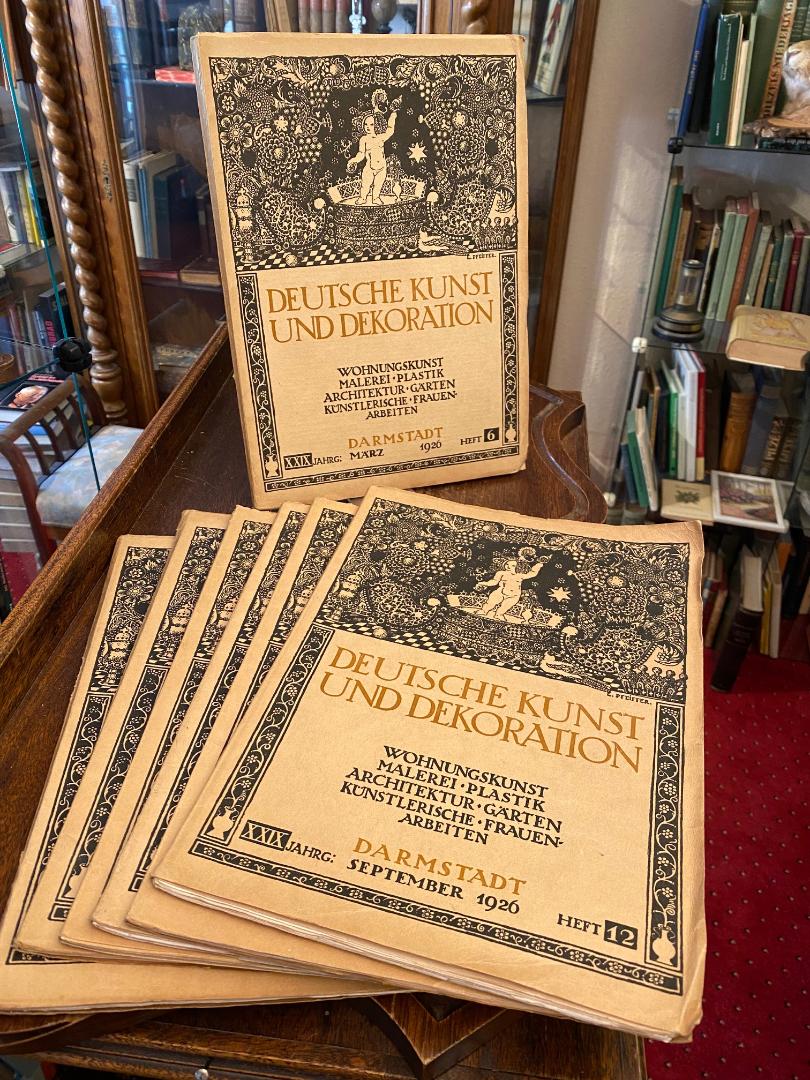 E. PFEIFFER.
DEUTSCHE KUNST
UND DEKORATION
WOHNUNGSKUNST
MALEREI · PLASTIK
ARCHITEKTUR · GÄRTEN
KÜNSTLERISCHE · FRAUEN-
ARBEITEN
DARMSTADT
XXIX JAHRG: MÄRZ 1926 HEFT 6
DEUTSCHE KUNST
UND DEKORATION
WOHNUNGSKUNST
MALEREI · PLASTIK
ARCHITEKTUR · GÄRTEN
KÜNSTLERISCHE · FRAUEN-
ARBEITEN
DARMSTADT
XXIX JAHRG: SEPTEMBER 1926 HEFT 12